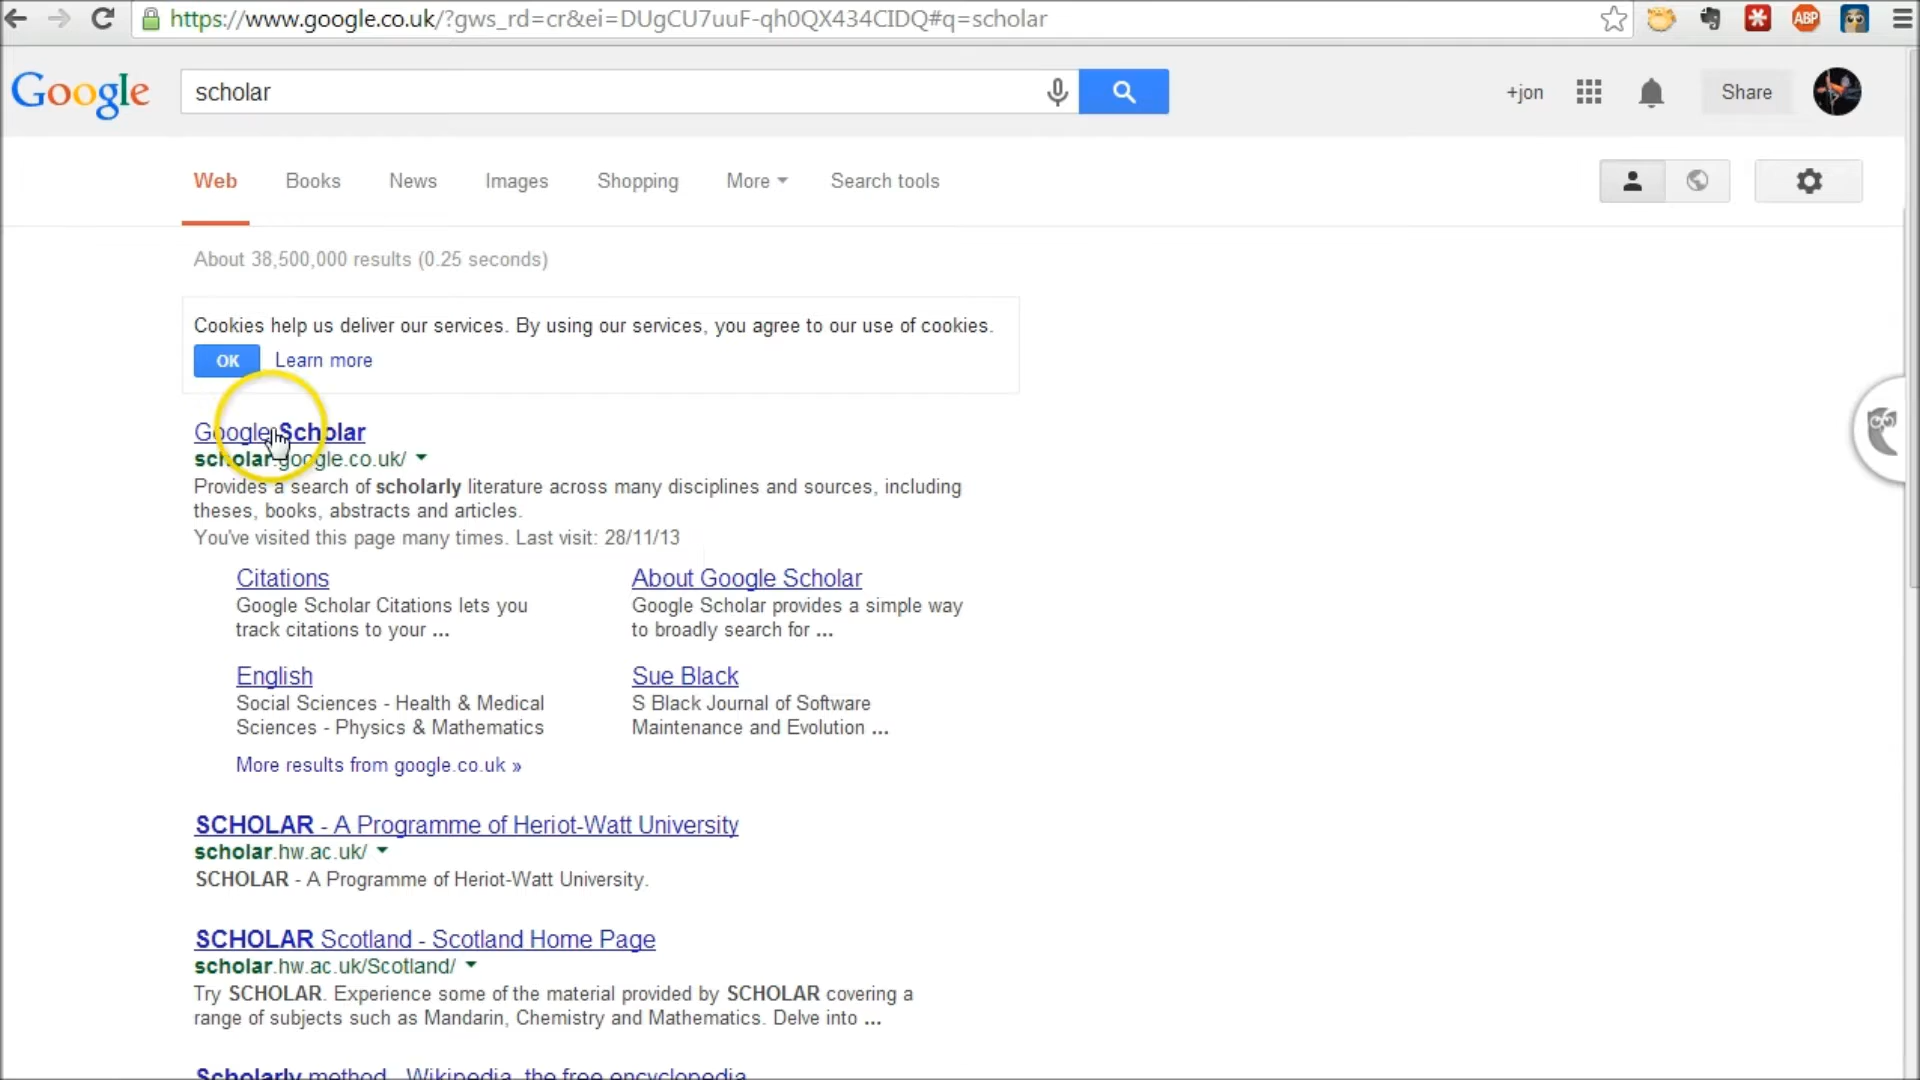 https://www.google.co.uk/?gws_rd=cr&ei=DUgCU7uuF-qh0QX434CIDQ#q=scholar
ABP
Google
scholar
+jon
Share
Web
Books
News
Images
Shopping
More
Search tools
About 38,500,000 results (0.25 seconds)
Cookies help us deliver our services. By using our services, you agree to our use of cookies.
OK
Learn more
Google Scholar
scholar.google.co.uk/
Provides a search of scholarly literature across many disciplines and sources, including
theses, books, abstracts and articles.
You've visited this page many times. Last visit: 28/11/13
Citations
Google Scholar Citations lets you
track citations to your ...
About Google Scholar
Google Scholar provides a simple way
to broadly search for ...
English
Social Sciences - Health & Medical
Sciences - Physics & Mathematics
Sue Black
S Black Journal of Software
Maintenance and Evolution ...
More results from google.co.uk »
SCHOLAR - A Programme of Heriot-Watt University
scholar.hw.ac.uk/
SCHOLAR - A Programme of Heriot-Watt University.
SCHOLAR Scotland - Scotland Home Page
scholar.hw.ac.uk/Scotland/
Try SCHOLAR. Experience some of the material provided by SCHOLAR covering a
range of subjects such as Mandarin, Chemistry and Mathematics. Delve into ...
Scholarly method - Wikipedia, the free encyclopedia